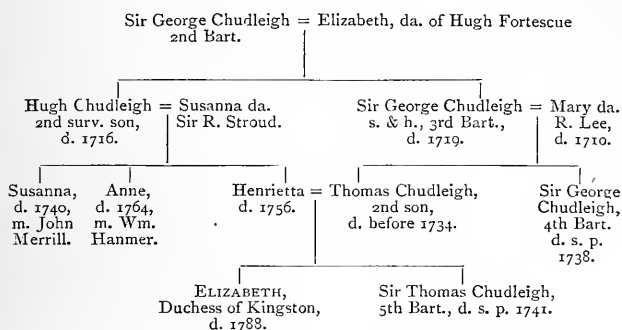 Sir George Chudleigh = Elizabeth, da. of Hugh Fortescue
2nd Bart.
Hugh Chudleigh = Susanna da.
2nd surv. son, Sir R. Stroud.
d. 1716.
Sir George Chudleigh = Mary da.
s. & h., 3rd Bart., R. Lee,
d. 1719. d. 1710.
Susanna,
d. 1740,
m. John
Merrill.
Anne,
d. 1764,
m. Wm.
Hanmer.
Henrietta = Thomas Chudleigh,
d. 1756. 2nd son,
d. before 1734.
Sir George
Chudleigh,
4th Bart.
d. s. p.
1738.
ELIZABETH,
Duchess of Kingston,
d. 1788.
Sir Thomas Chudleigh,
5th Bart., d. s. p. 1741.